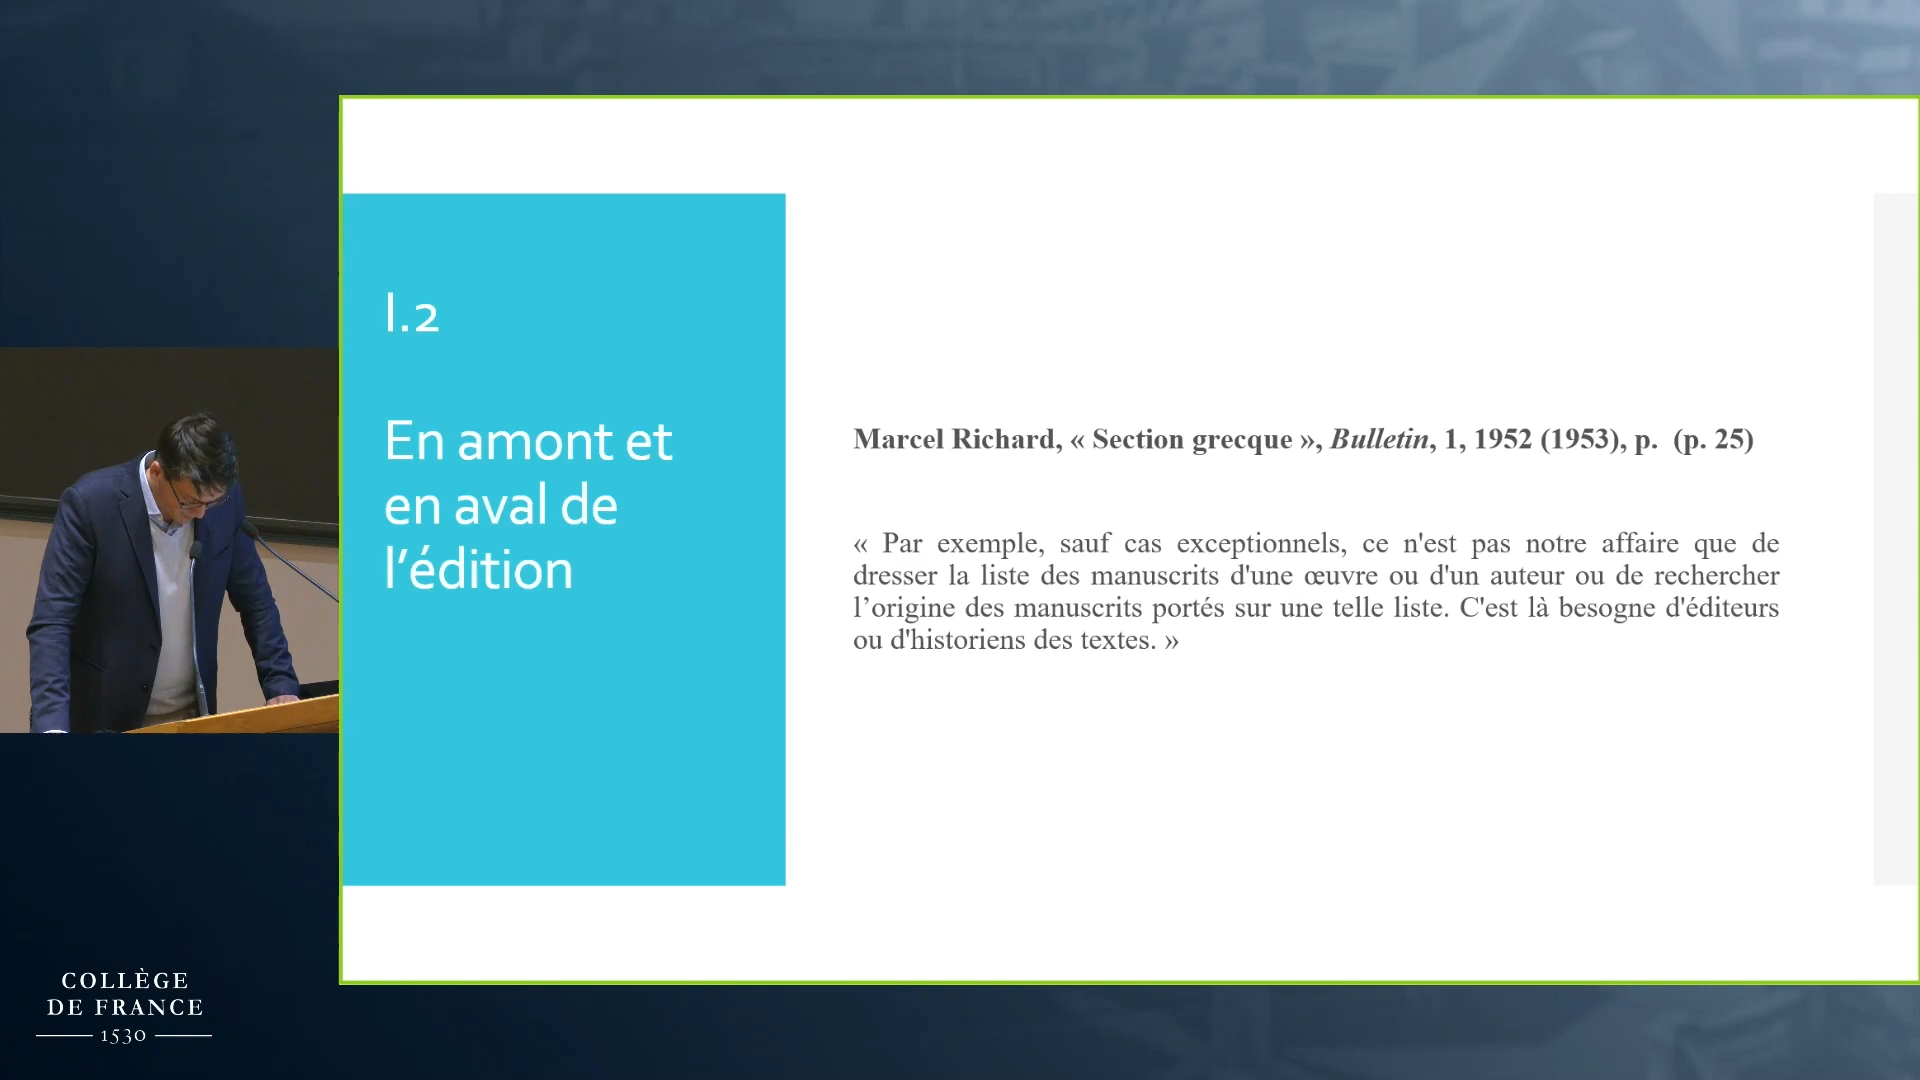 I.2
En amont et
en aval de
l’édition
Marcel Richard, « Section grecque », Bulletin, 1, 1952 (1953), p.  (p. 25)
« Par exemple, sauf cas exceptionnels, ce n'est pas notre affaire que de
dresser la liste des manuscrits d'une œuvre ou d'un auteur ou de rechercher
l’origine des manuscrits portés sur une telle liste. C'est là besogne d'éditeurs
ou d'historiens des textes. »
COLLÈGE
DE FRANCE
1530